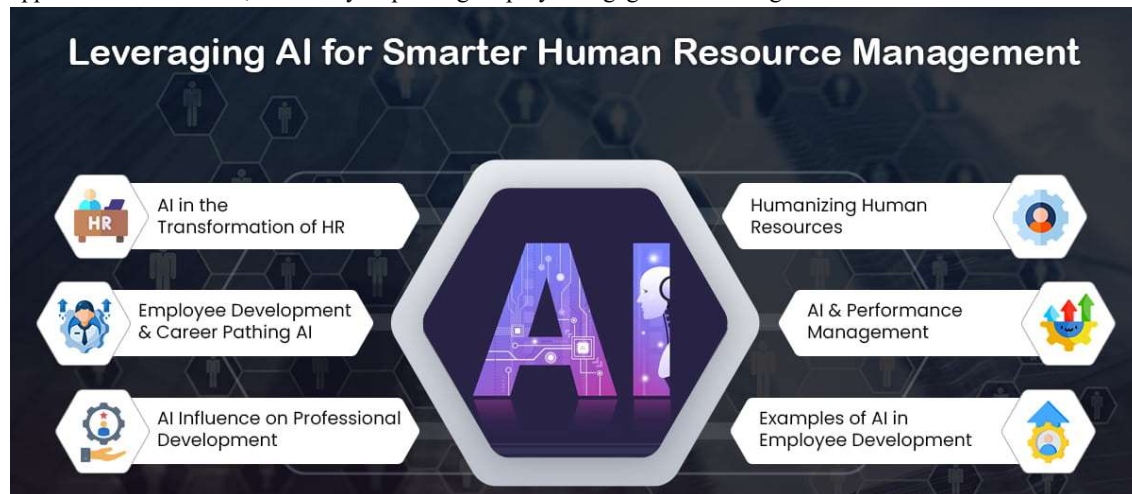 Leveraging AI for Smarter Human Resource Management
HR
AI in the
Transformation of HR
Employee Development
& Career Pathing AI
AI Influence on Professional
Development
AI
Humanizing Human
Resources
AI & Performance
Management
Examples of AI in
Employee Development